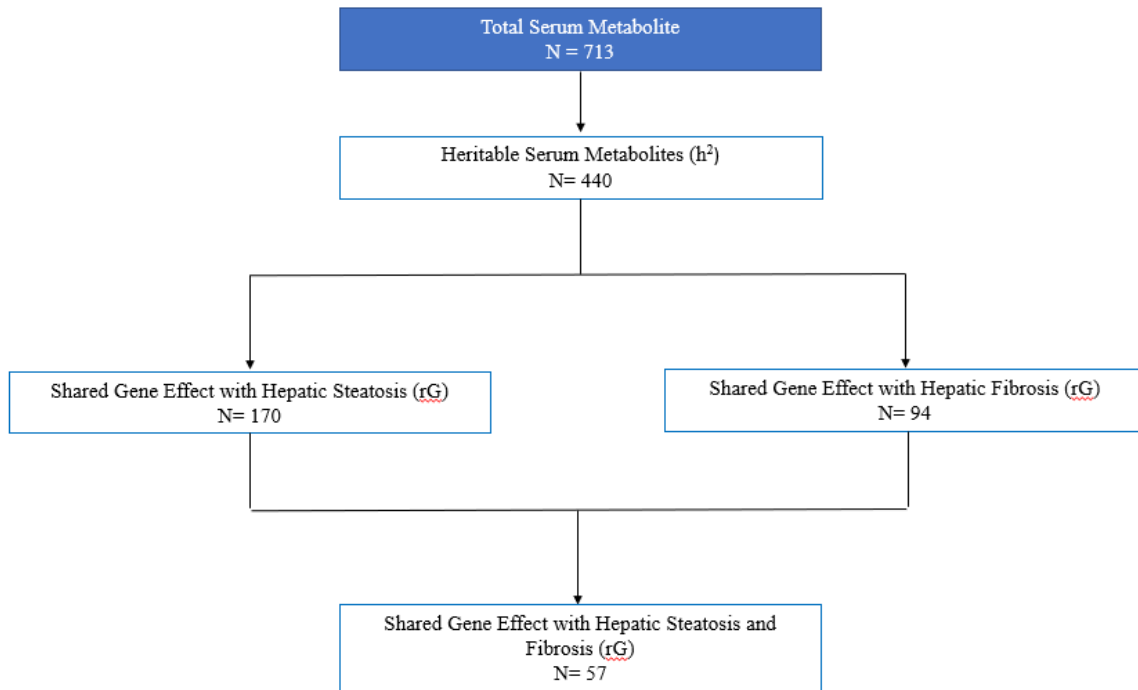 Total Serum Metabolite
N = 713
Heritable Serum Metabolites (h²)
N= 440
Shared Gene Effect with Hepatic Steatosis (rG)
N= 170
Shared Gene Effect with Hepatic Fibrosis (rG)
N= 94
Shared Gene Effect with Hepatic Steatosis and
Fibrosis (rG)
N= 57